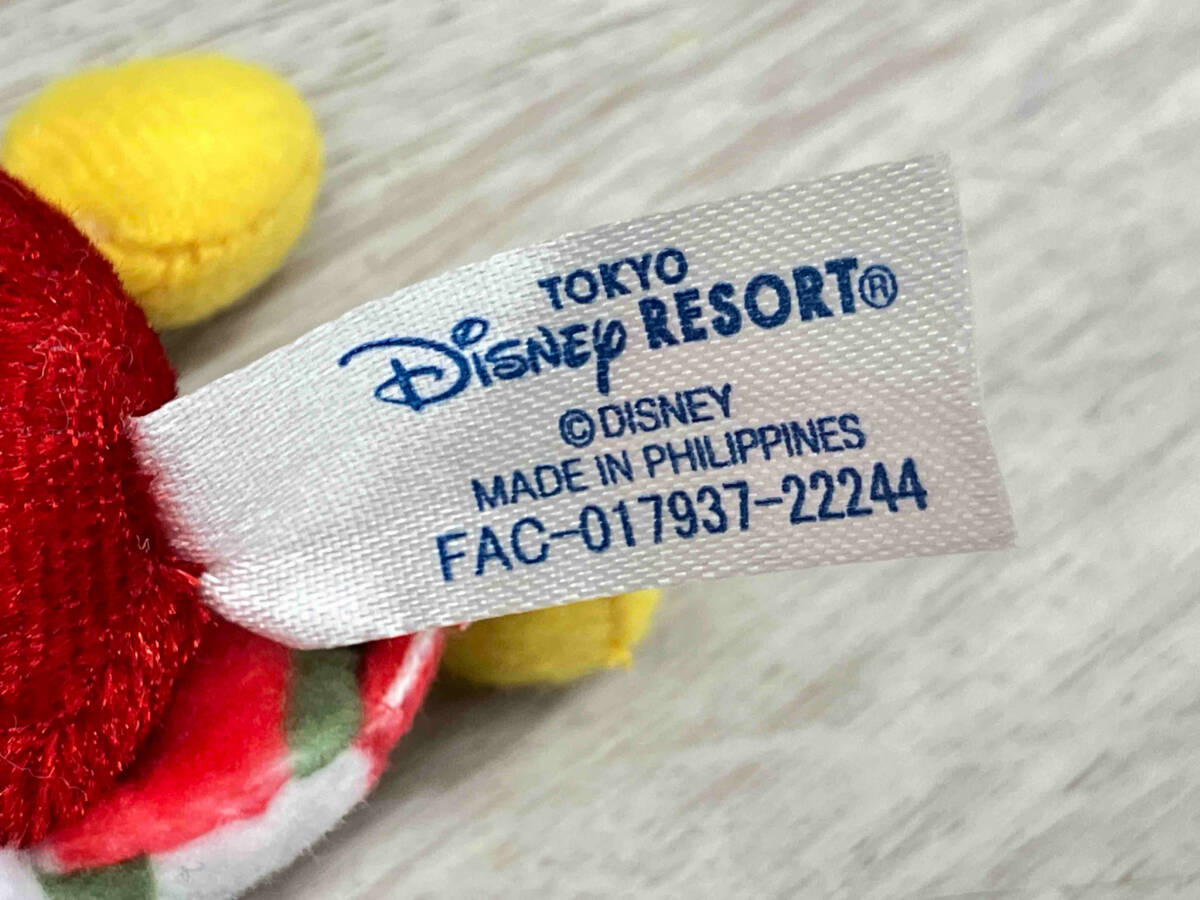 TOKYO
DISNEY RESORT®
©DISNEY
MADE IN PHILIPPINES
FAC-017937-22244